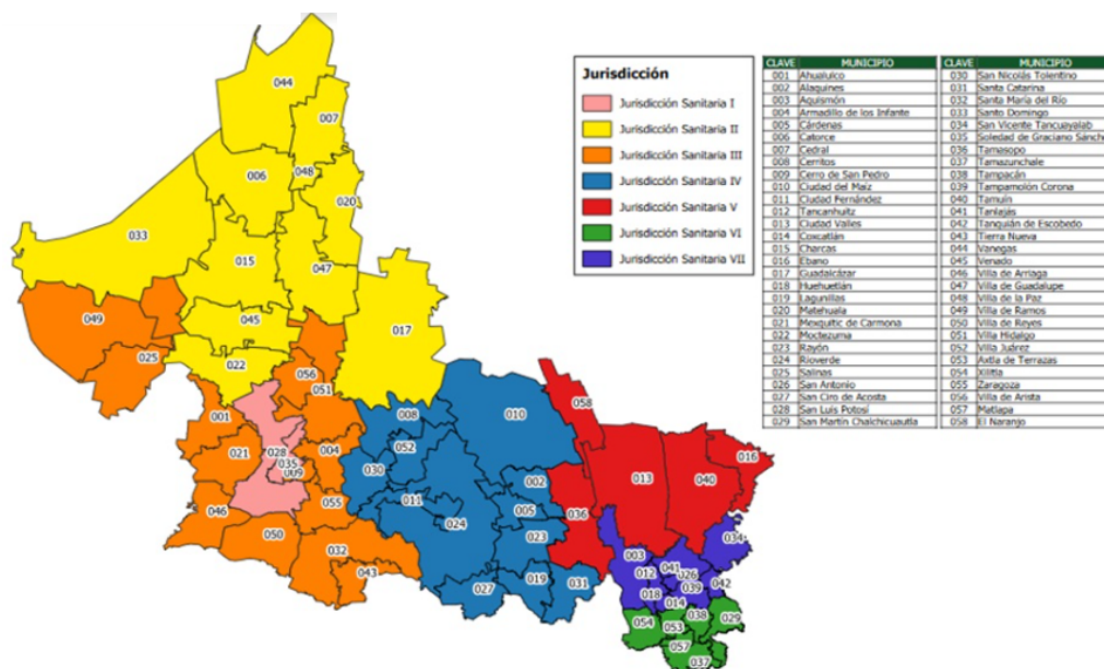 Jurisdicción
Jurisdicción Sanitaria I
Jurisdicción Sanitaria II
Jurisdicción Sanitaria III
Jurisdicción Sanitaria IV
Jurisdicción Sanitaria V
Jurisdicción Sanitaria VI
Jurisdicción Sanitaria VII
CLAVE MUNICIPIO CLAVE MUNICIPIO
001 Ahualulco 030 San Nicolás Tolentino
002 Alaquines 031 Santa Catarina
003 Aquismón 032 Santa María del Río
004 Armadillo de los Infante 033 Santo Domingo
005 Cárdenas 034 San Vicente Tancuayalab
006 Catorce 035 Soledad de Graciano Sánche
007 Cedral 036 Tamasopo
008 Cerritos 037 Tamazunchale
009 Cerro de San Pedro 038 Tampacán
010 Ciudad del Maíz 039 Tampamolón Corona
011 Ciudad Fernández 040 Tamuín
012 Tancanhuitz 041 Tanlajás
013 Ciudad Valles 042 Tanquián de Escobedo
014 Coxcatlán 043 Tierra Nueva
015 Charcas 044 Vanegas
016 Ebano 045 Venado
017 Guadalcázar 046 Villa de Arriaga
018 Huehuetlán 047 Villa de Guadalupe
019 Lagunillas 048 Villa de la Paz
020 Matehuala 049 Villa de Ramos
021 Mexquitic de Carmona 050 Villa de Reyes
022 Moctezuma 051 Villa Hidalgo
023 Rayón 052 Villa Juárez
024 Rioverde 053 Axtla de Terrazas
025 Salinas 054 Xilitla
026 San Antonio 055 Zaragoza
027 San Ciro de Acosta 056 Villa de Arista
028 San Luis Potosí 057 Matlapa
029 San Martín Chalchicuautla 058 El Naranjo
044
007
006
048
020
033
015
047
049
045
017
025
022
056
051
001
008
010
058
028
021
004
052
035
009
030
016
013
040
002
046
055
011
005
036
024
050
023
034
032
003
043
041
012
026
027
019
031
042
018
039
014
054
053
038
029
057
037